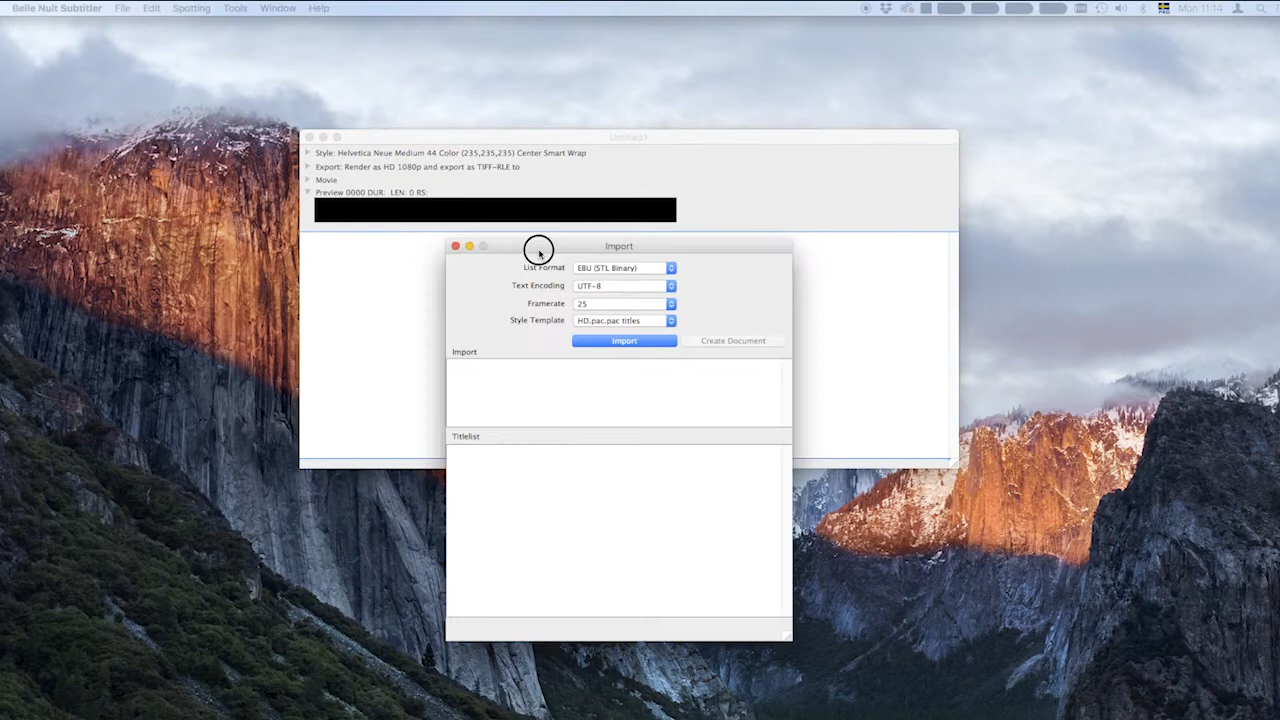 Belle Nuit Subtitler File Edit Spotting Tools Window Help Mon 11:14
Untitled1
Style: Helvetica Neue Medium 44 Color (235,235,235) Center Smart Wrap
Export: Render as HD 1080p and export as TIFF-RLE to
Movie
Preview 0000 DUR: LEN: 0 RS:
Import
List Format EBU (STL Binary)
Text Encoding UTF-8
Framerate 25
Style Template HD.pac.pac titles
Import Create Document
Import
Titlelist